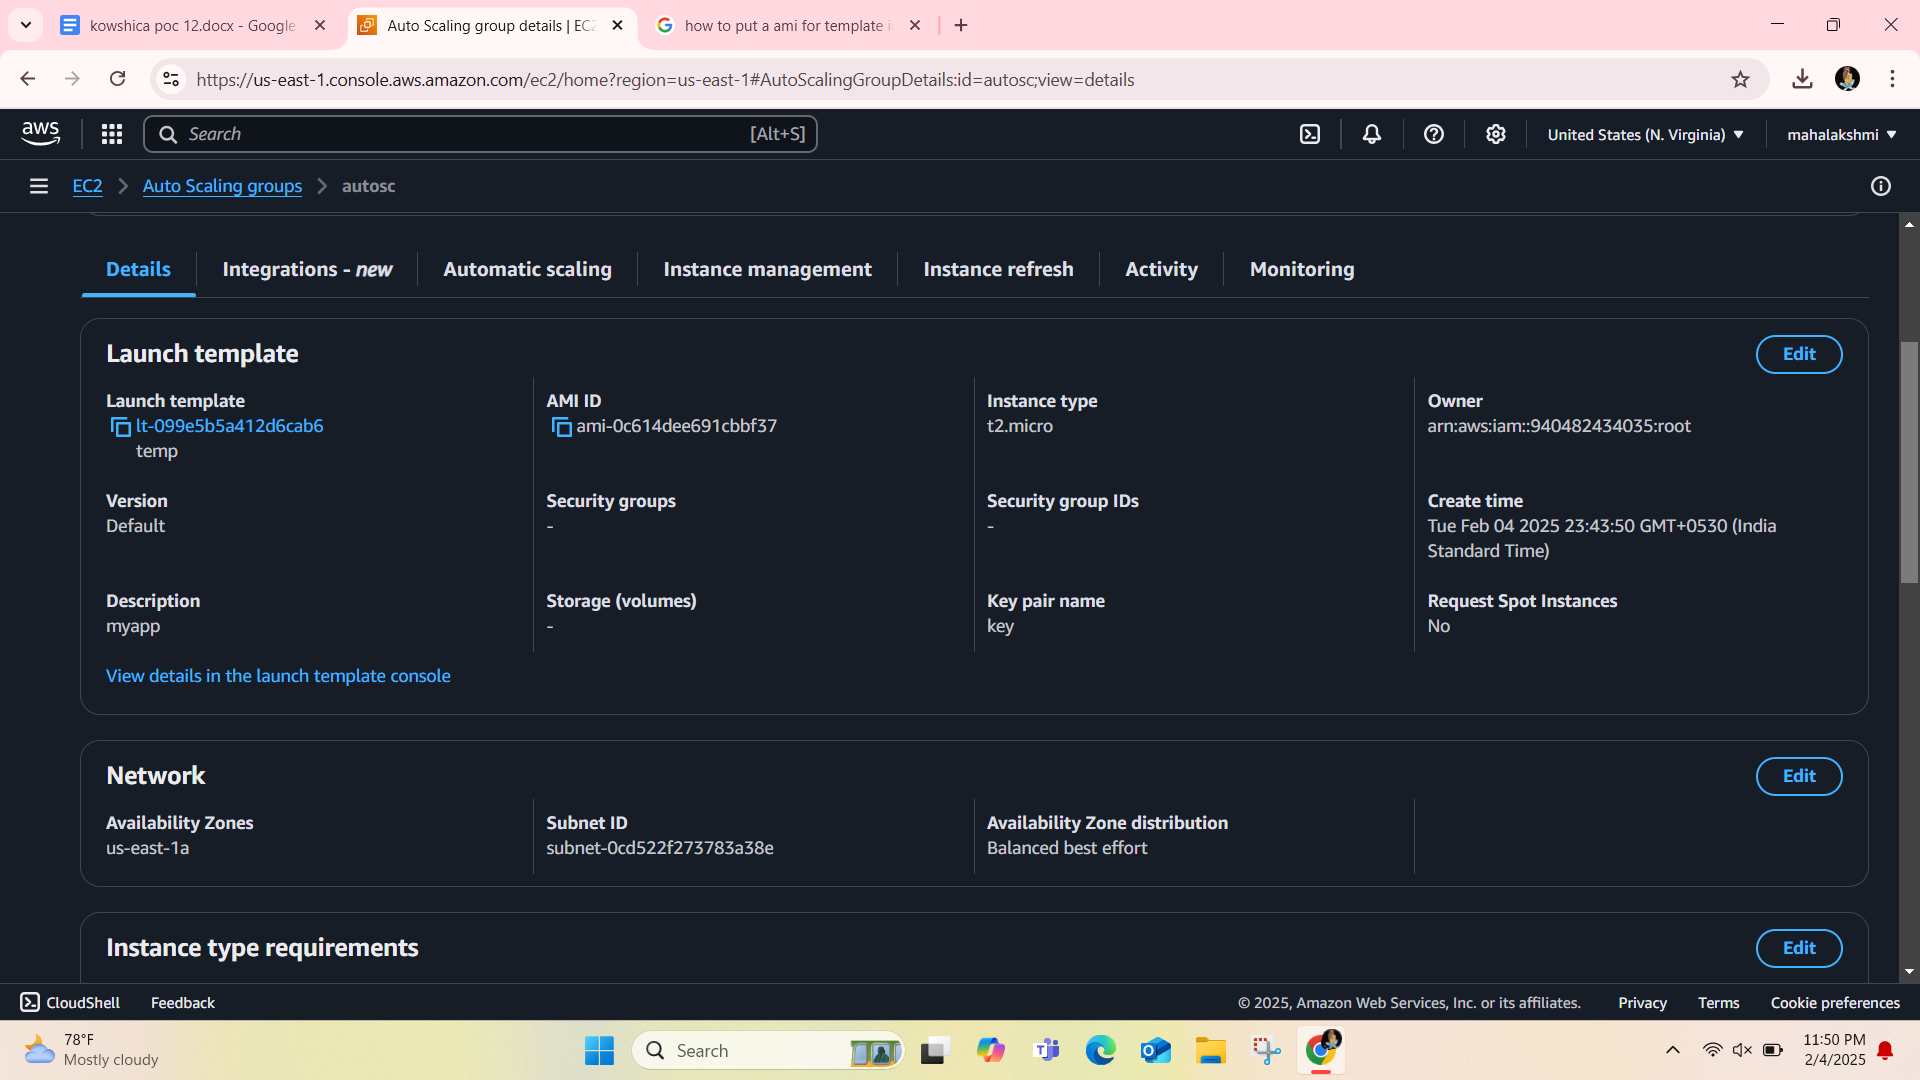 kowshica poc 12.docx - Google
Auto Scaling group details | EC2
how to put a ami for template i
https://us-east-1.console.aws.amazon.com/ec2/home?region=us-east-1#AutoScalingGroupDetails:id=autosc;view=details
aws
Search
[Alt+S]
United States (N. Virginia)
mahalakshmi
EC2
Auto Scaling groups
autosc
Details
Integrations - new
Automatic scaling
Instance management
Instance refresh
Activity
Monitoring
Launch template
Edit
Launch template
lt-099e5b5a412d6cab6
temp
AMI ID
ami-0c614dee691cbbf37
Instance type
t2.micro
Owner
arn:aws:iam::940482434035:root
Version
Default
Security groups
-
Security group IDs
-
Create time
Tue Feb 04 2025 23:43:50 GMT+0530 (India
Standard Time)
Description
myapp
Storage (volumes)
-
Key pair name
key
Request Spot Instances
No
View details in the launch template console
Network
Edit
Availability Zones
us-east-1a
Subnet ID
subnet-0cd522f273783a38e
Availability Zone distribution
Balanced best effort
Instance type requirements
Edit
CloudShell
Feedback
© 2025, Amazon Web Services, Inc. or its affiliates.
Privacy
Terms
Cookie preferences
78°F
Mostly cloudy
Search
11:50 PM
2/4/2025